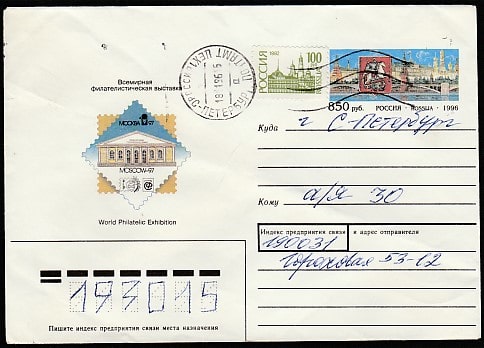 Всемирная
филателистическая выставка
МОСКВА 97
MOSCOW-97
World Philatelic Exhibition
РОССИЯ 1992 100
850 руб. РОССИЯ · ROSSIJA · 1996
Куда г. С-Петербург
Кому а/я 30
Индекс предприятия связи и адрес отправителя
190031
Гороховая 53-62
193015
Пишите индекс предприятия связи места назначения